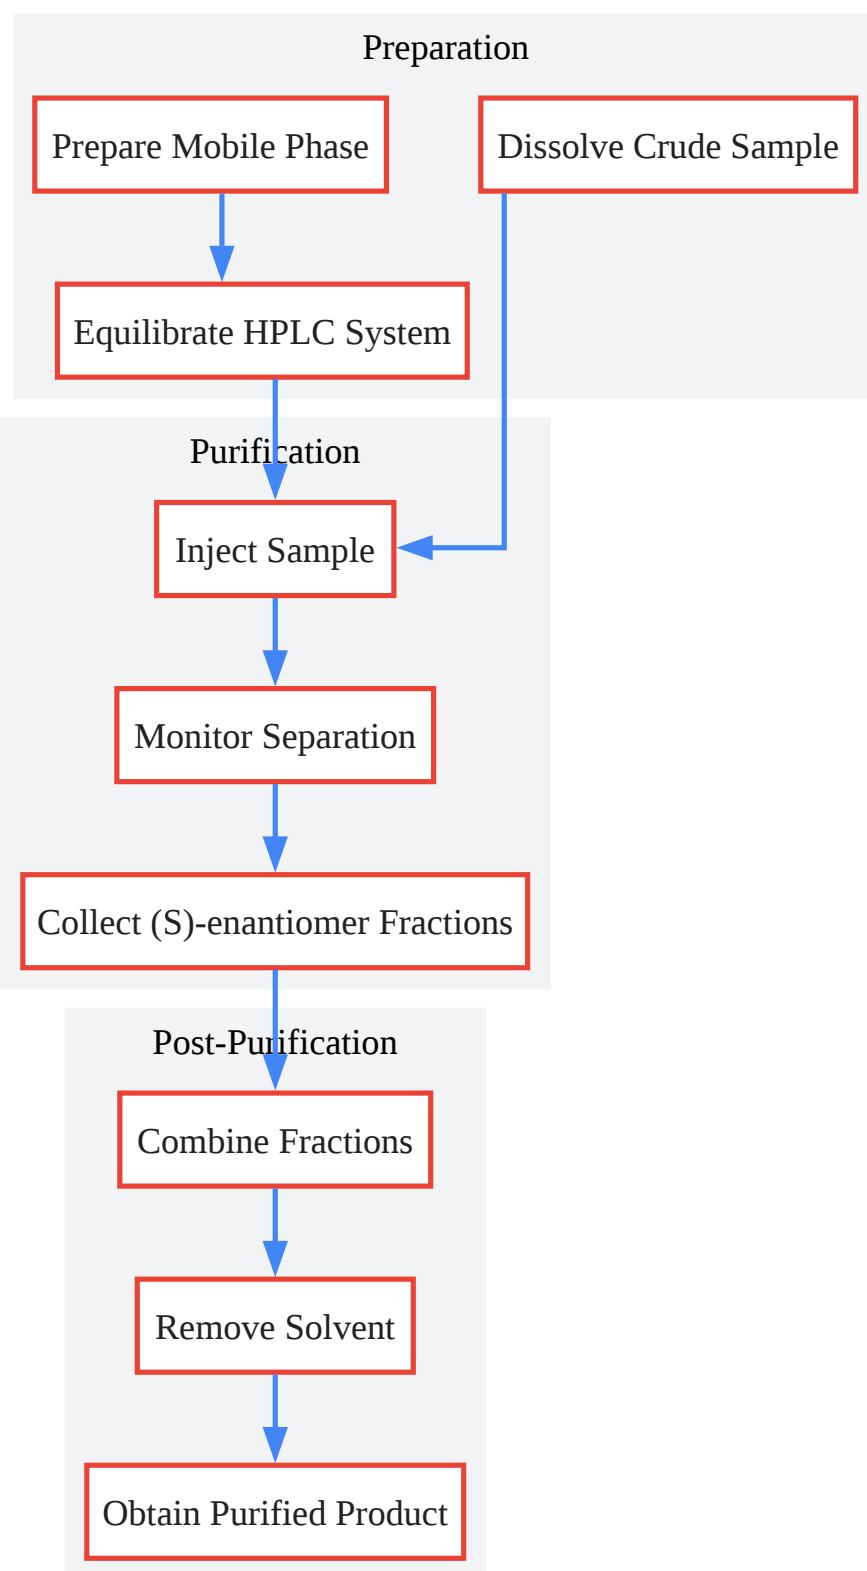 Preparation
Prepare Mobile Phase
Dissolve Crude Sample
Equilibrate HPLC System
Purification
Inject Sample
Monitor Separation
Collect (S)-enantiomer Fractions
Post-Purification
Combine Fractions
Remove Solvent
Obtain Purified Product